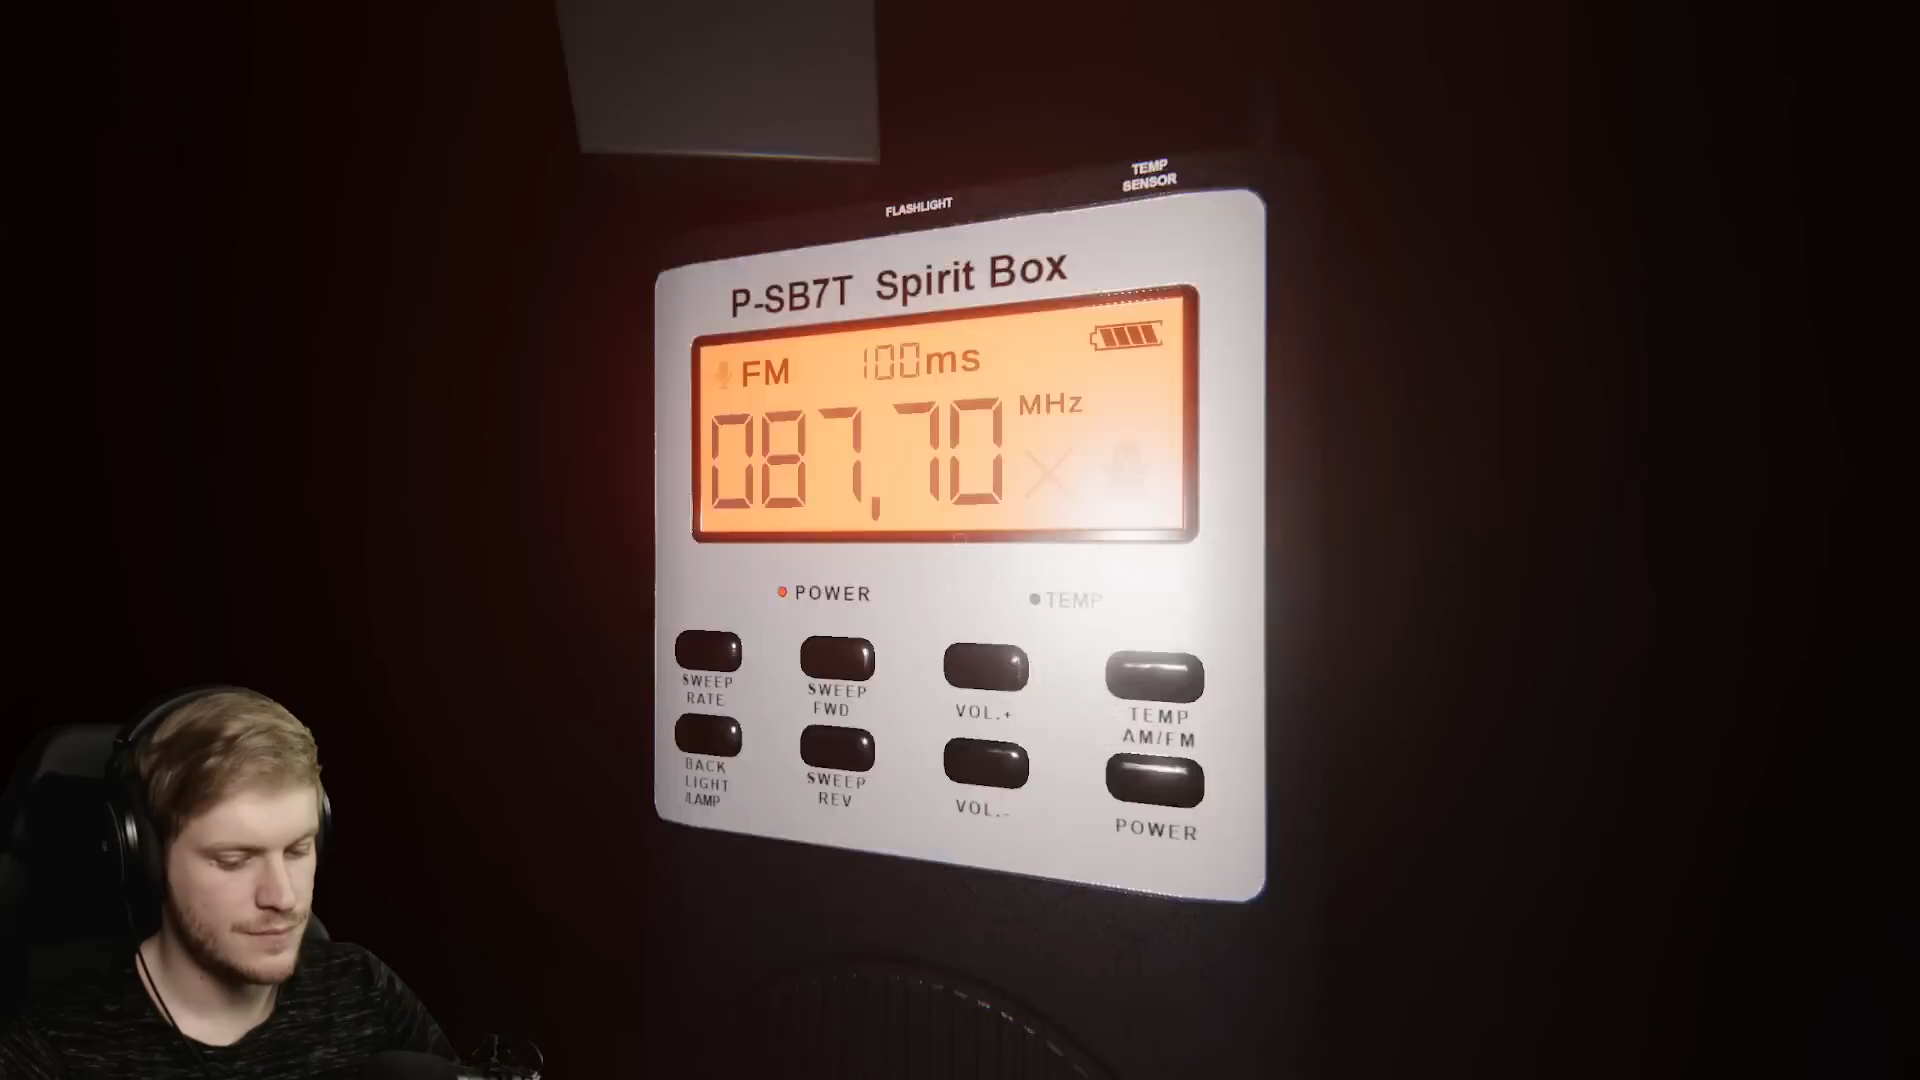 TEMP
SENSOR
FLASHLIGHT
P-SB7T Spirit Box
FM 100ms
087,70 MHz
POWER TEMP
SWEEP
RATE
SWEEP
FWD
VOL.+
TEMP
AM/FM
BACK
LIGHT
/LAMP
SWEEP
REV
VOL.-
POWER